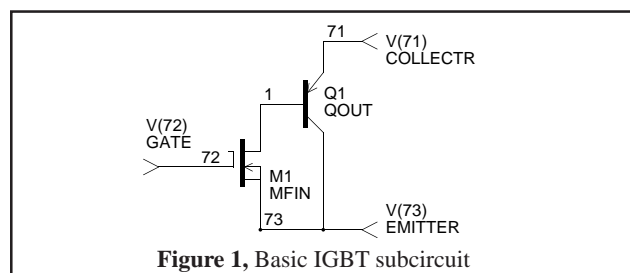 71
V(71)
COLLECTR
1
Q1
QOUT
V(72)
GATE
72
M1
MFIN
73
V(73)
EMITTER
Figure 1, Basic IGBT subcircuit